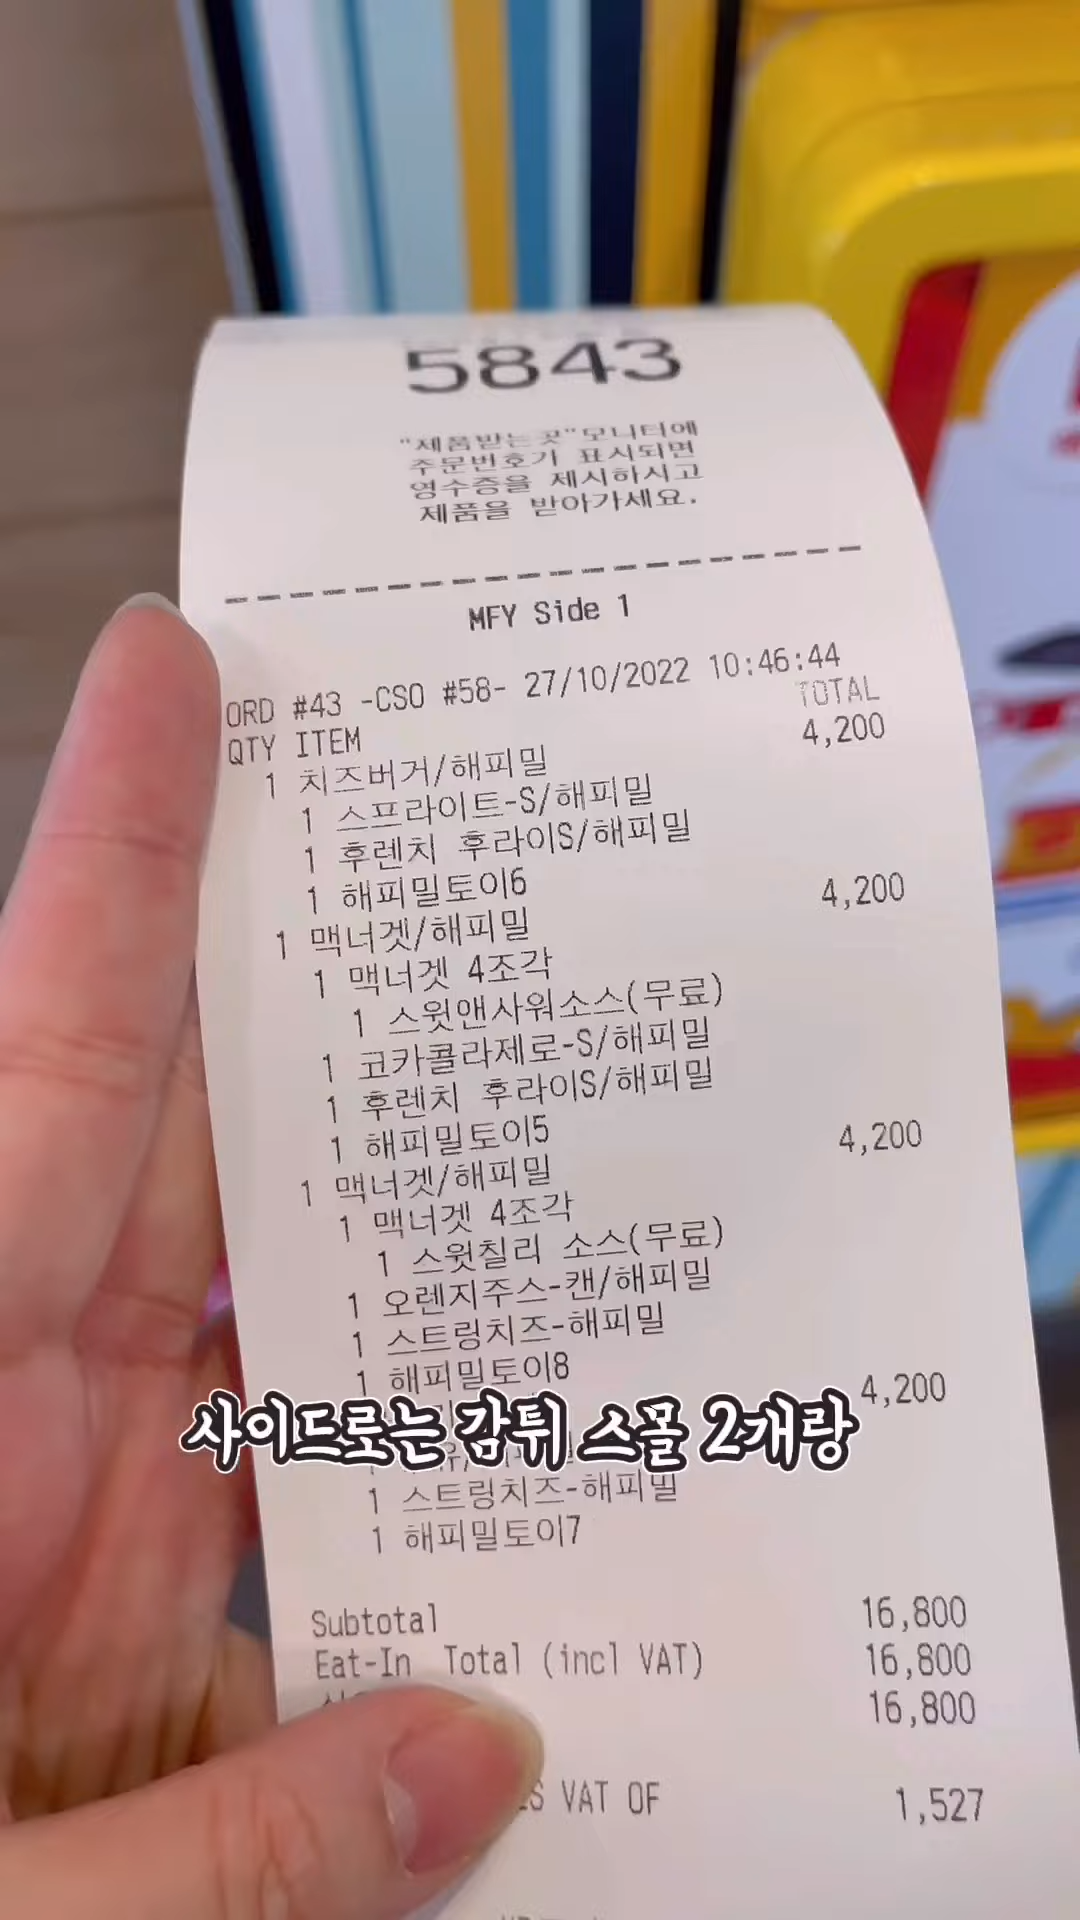 5843
"제품받는곳"모니터에
주문번호가 표시되면
영수증을 제시하시고
제품을 받아가세요.
MFY Side 1
ORD #43 -CSO #58- 27/10/2022 10:46:44
QTY ITEM TOTAL
1 치즈버거/해피밀 4,200
1 스프라이트-S/해피밀
1 후렌치 후라이S/해피밀
1 해피밀토이6
1 맥너겟/해피밀 4,200
1 맥너겟 4조각
1 스윗앤사워소스(무료)
1 코카콜라제로-S/해피밀
1 후렌치 후라이S/해피밀
1 해피밀토이5
1 맥너겟/해피밀 4,200
1 맥너겟 4조각
1 스윗칠리 소스(무료)
1 오렌지주스-캔/해피밀
1 스트링치즈-해피밀
1 해피밀토이8
4,200
사이드로는 감튀 스몰 2개랑
1 스트링치즈-해피밀
1 해피밀토이7
Subtotal 16,800
Eat-In Total (incl VAT) 16,800
16,800
VAT OF 1,527